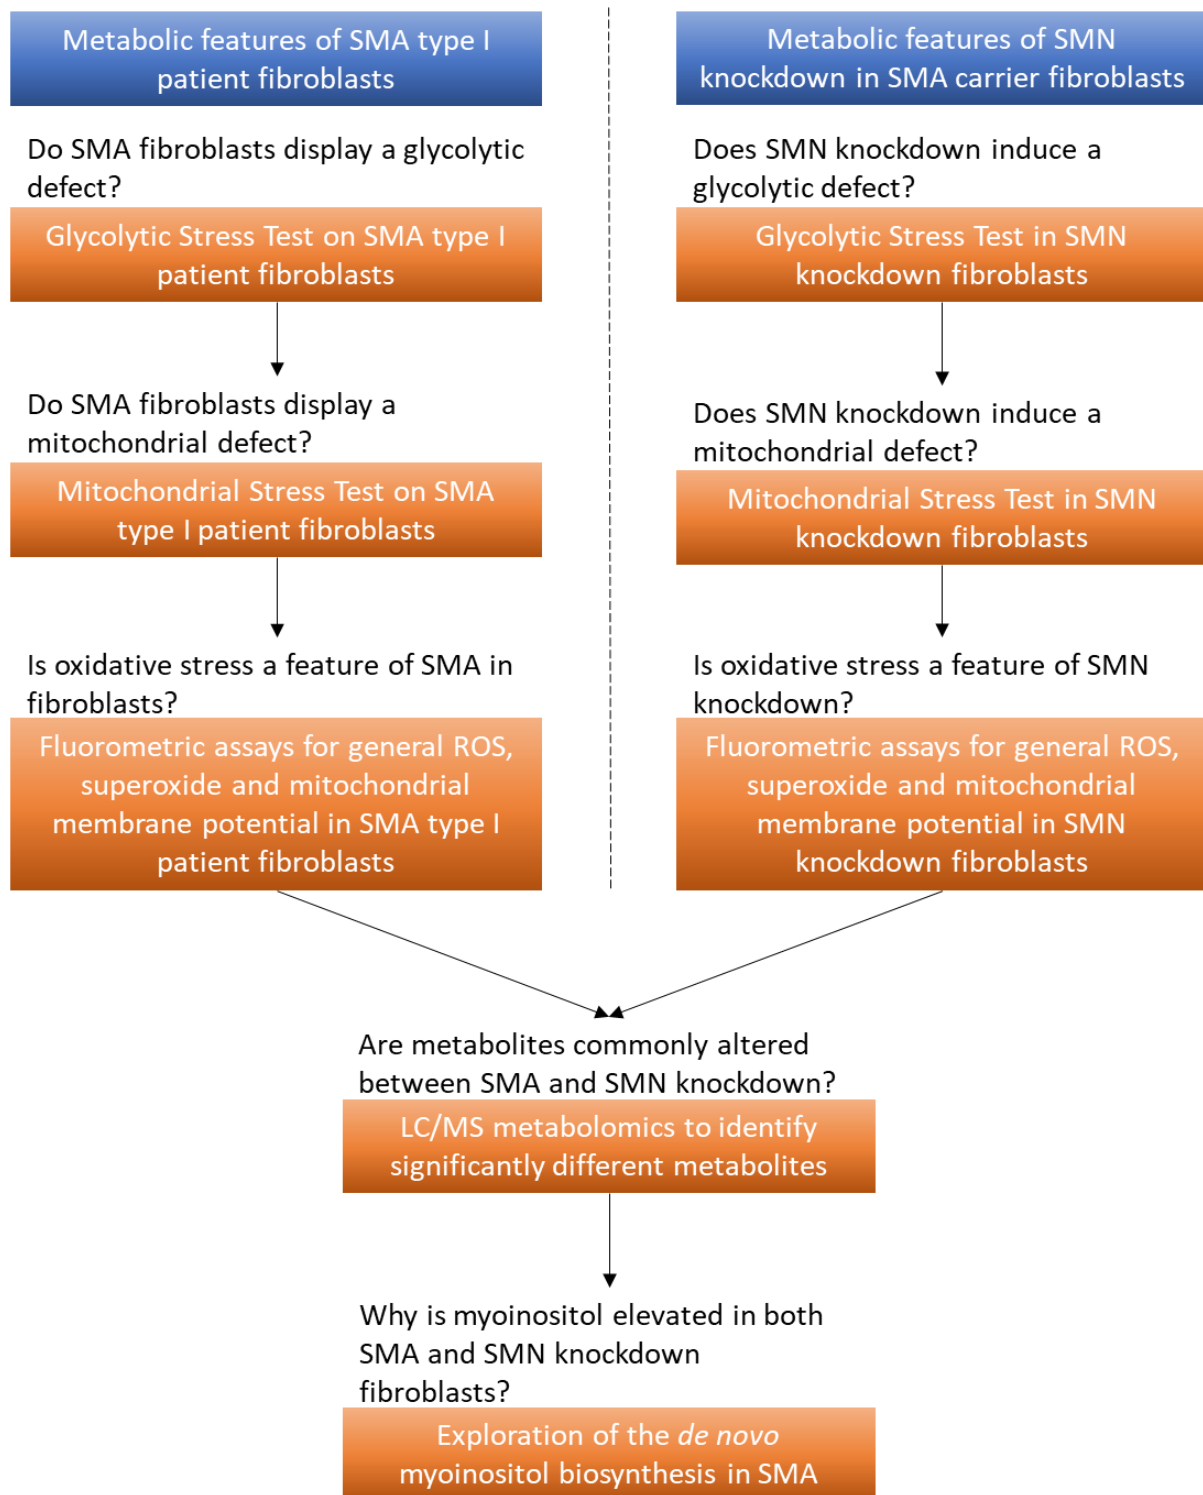 Metabolic features of SMA type I
patient fibroblasts
Do SMA fibroblasts display a glycolytic
defect?
Glycolytic Stress Test on SMA type I
patient fibroblasts
Do SMA fibroblasts display a
mitochondrial defect?
Mitochondrial Stress Test on SMA
type I patient fibroblasts
Is oxidative stress a feature of SMA in
fibroblasts?
Fluorometric assays for general ROS,
superoxide and mitochondrial
membrane potential in SMA type I
patient fibroblasts
Metabolic features of SMN
knockdown in SMA carrier fibroblasts
Does SMN knockdown induce a
glycolytic defect?
Glycolytic Stress Test in SMN
knockdown fibroblasts
Does SMN knockdown induce a
mitochondrial defect?
Mitochondrial Stress Test in SMN
knockdown fibroblasts
Is oxidative stress a feature of SMN
knockdown?
Fluorometric assays for general ROS,
superoxide and mitochondrial
membrane potential in SMN
knockdown fibroblasts
Are metabolites commonly altered
between SMA and SMN knockdown?
LC/MS metabolomics to identify
significantly different metabolites
Why is myoinositol elevated in both
SMA and SMN knockdown
fibroblasts?
Exploration of the de novo
myoinositol biosynthesis in SMA